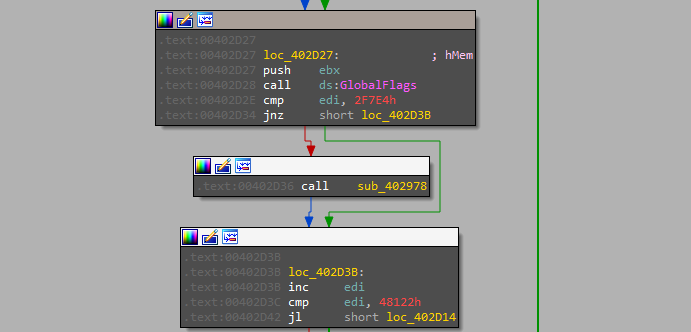 .text:00402D27
.text:00402D27 loc_402D27: ; hMem
.text:00402D27 push ebx
.text:00402D28 call ds:GlobalFlags
.text:00402D2E cmp edi, 2F7E4h
.text:00402D34 jnz short loc_402D3B
.text:00402D36 call sub_402978
.text:00402D3B
.text:00402D3B loc_402D3B:
.text:00402D3B inc edi
.text:00402D3C cmp edi, 48122h
.text:00402D42 jl short loc_402D14